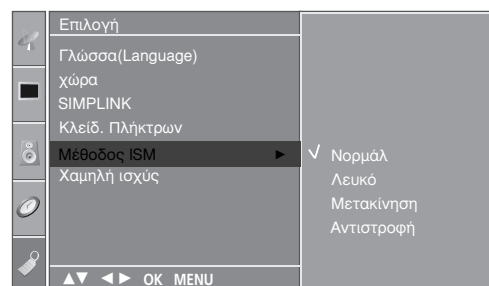 Επιλογή
Γλώσσα(Language)
χώρα
SIMPLINK
Κλείδ. Πλήκτρων
Μέθοδος ISM ►
Χαμηλή ισχύς
√ Νορμάλ
Λευκό
Μετακίνηση
Αντιστροφή
▲▼ ◄► OK MENU